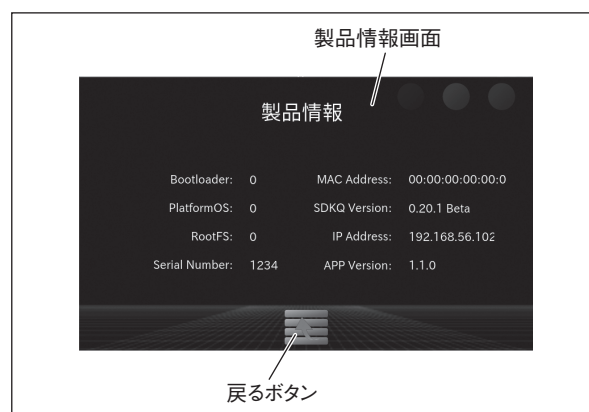 製品情報画面
製品情報
Bootloader: 0 MAC Address: 00:00:00:00:00:0
PlatformOS: 0 SDKQ Version: 0.20.1 Beta
RootFS: 0 IP Address: 192.168.56.102
Serial Number: 1234 APP Version: 1.1.0
戻るボタン